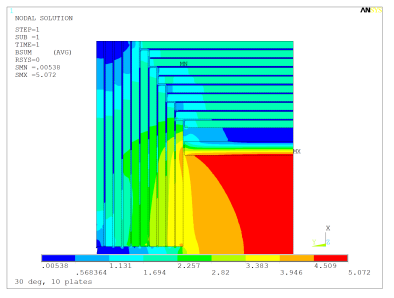 1
AN
NODAL SOLUTION
STEP=1
SUB =1
TIME=1
BSUM (AVG)
RSYS=0
SMN =.00538
SMX =5.072
MN
MX
X
Z
.00538 1.131 2.257 3.383 4.509
.568364 1.694 2.82 3.946 5.072
30 deg, 10 plates